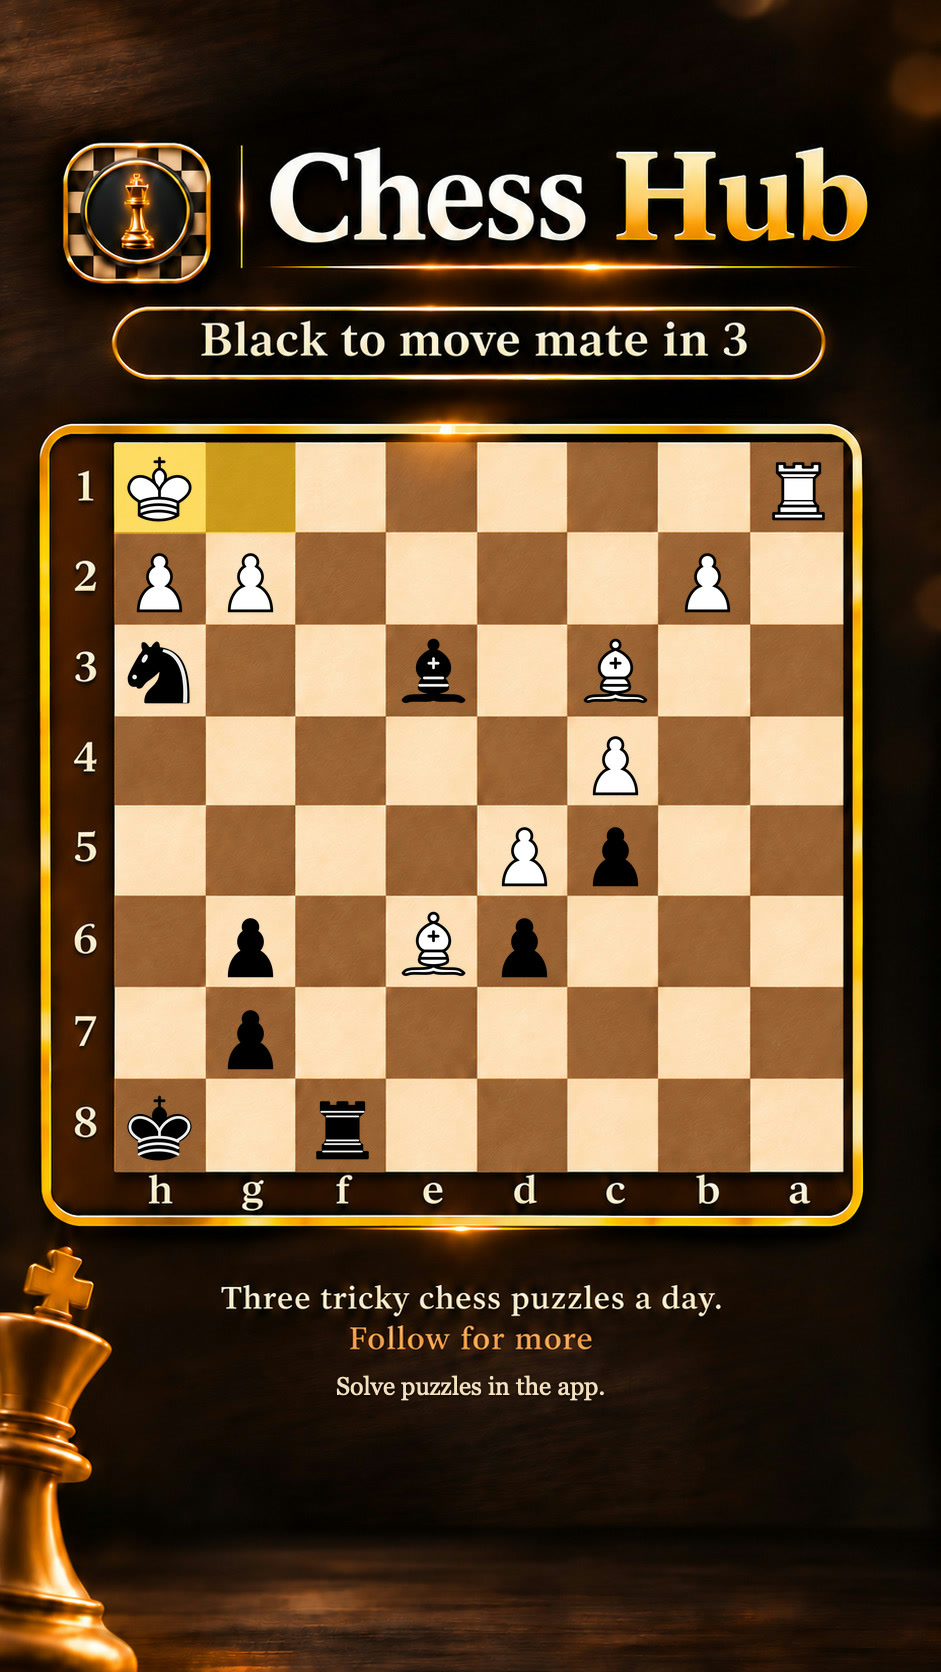 Chess Hub
Black to move mate in 3
1
2
3
4
5
6
7
8
h g f e d c b a
Three tricky chess puzzles a day.
Follow for more
Solve puzzles in the app.